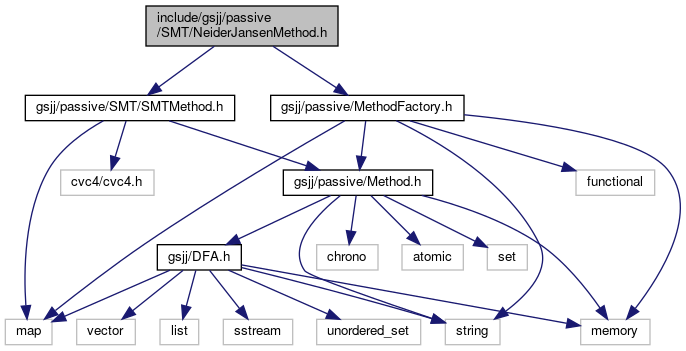 include/gsjj/passive
/SMT/NeiderJansenMethod.h
gsjj/passive/SMT/SMTMethod.h
gsjj/passive/MethodFactory.h
cvc4/cvc4.h
gsjj/passive/Method.h
functional
gsjj/DFA.h
chrono
atomic
set
map
vector
list
sstream
unordered_set
string
memory